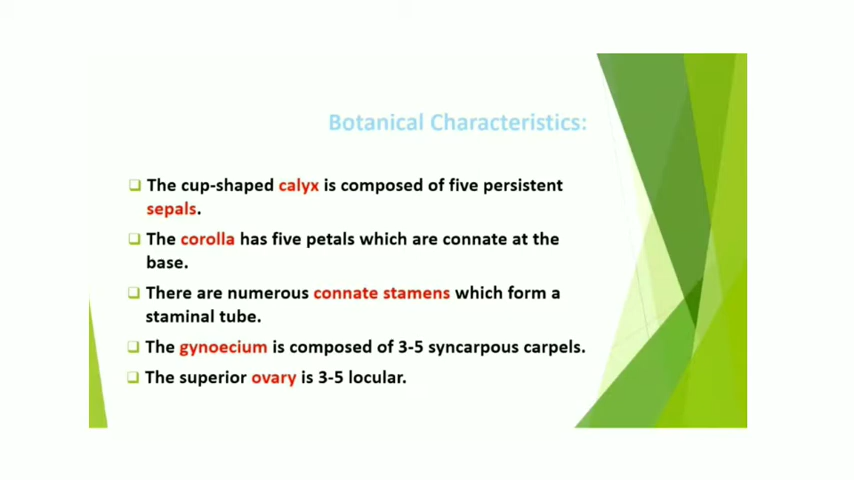 Botanical Characteristics:
The cup-shaped calyx is composed of five persistent
sepals.
The corolla has five petals which are connate at the
base.
There are numerous connate stamens which form a
staminal tube.
The gynoecium is composed of 3-5 syncarpous carpels.
The superior ovary is 3-5 locular.